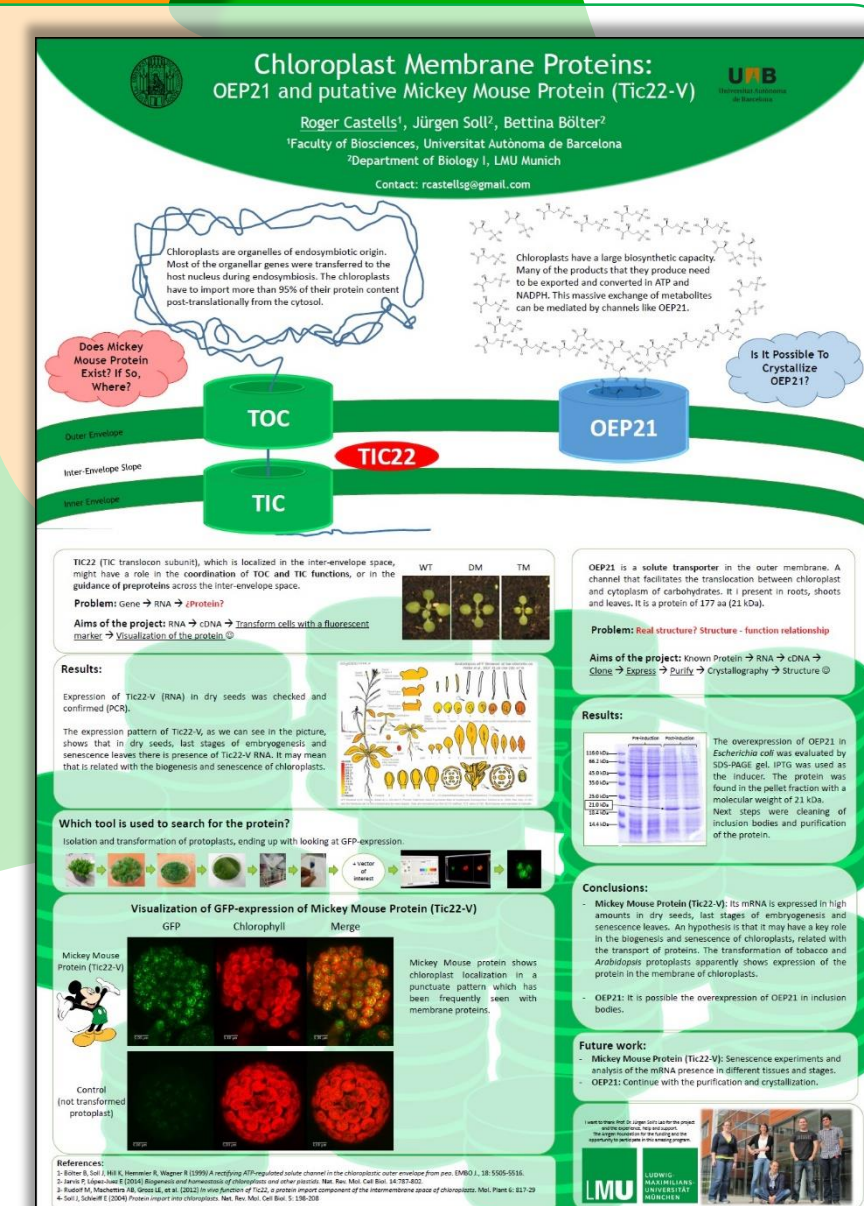 Chloroplast Membrane Proteins:
OEP21 and putative Mickey Mouse Protein (Tic22-V)
Roger Castells¹, Jürgen Soll², Bettina Bölter²
¹Faculty of Biosciences, Universitat Autònoma de Barcelona
²Department of Biology I, LMU Munich
Contact: rcastellsg@gmail.com
UAB
Universitat Autònoma
de Barcelona
Chloroplasts are organelles of endosymbiotic origin.
Most of the organellar genes were transferred to the
host nucleus during endosymbiosis. The chloroplasts
have to import more than 95% of their protein content
post-translationally from the cytosol.
Chloroplasts have a large biosynthetic capacity.
Many of the products that they produce need
to be exported and converted in ATP and
NADPH. This massive exchange of metabolites
can be mediated by channels like OEP21.
Does Mickey
Mouse Protein
Exist? If So,
Where?
Is It Possible To
Crystallize
OEP21?
TOC
OEP21
Outer Envelope
TIC22
Inter-Envelope Slope
Inner Envelope
TIC
TIC22 (TIC translocon subunit), which is localized in the inter-envelope space,
might have a role in the coordination of TOC and TIC functions, or in the
guidance of preproteins across the inter-envelope space.
Problem: Gene → RNA → ¿Protein?
Aims of the project: RNA → cDNA → Transform cells with a fluorescent
marker → Visualization of the protein ☺
WT DM TM
Results:
Expression of Tic22-V (RNA) in dry seeds was checked and
confirmed (PCR).
The expression pattern of Tic22-V, as we can see in the picture,
shows that in dry seeds, last stages of embryogenesis and
senescence leaves there is presence of Tic22-V RNA. It may mean
that is related with the biogenesis and senescence of chloroplasts.
Which tool is used to search for the protein?
Isolation and transformation of protoplasts, ending up with looking at GFP-expression.
+ Vector
of
interest
Visualization of GFP-expression of Mickey Mouse Protein (Tic22-V)
GFP Chlorophyll Merge
Mickey Mouse
Protein (Tic22-V)
Mickey Mouse protein shows
chloroplast localization in a
punctuate pattern which has
been frequently seen with
membrane proteins.
Control
(not transformed
protoplast)
References:
1- Bölter B, Soll J, Hill K, Hemmler R, Wagner R (1999) A rectifying ATP-regulated solute channel in the chloroplastic outer envelope from pea. EMBO J., 18: 5505-5516.
2- Jarvis P, López-Juez E (2014) Biogenesis and homeostasis of chloroplasts and other plastids. Nat. Rev. Mol. Cell Biol. 14:787-802.
3- Rudolf M, Machettira AB, Gross LE, et al. (2012) In vivo function of Tic22, a protein import component of the intermembrane space of chloroplasts. Mol. Plant 6: 817-29
4- Soll J, Schleiff E (2004) Protein import into chloroplasts. Nat. Rev. Mol. Cell Biol. 5: 198-208
OEP21 is a solute transporter in the outer membrane. A
channel that facilitates the translocation between chloroplast
and cytoplasm of carbohydrates. It I present in roots, shoots
and leaves. It is a protein of 177 aa (21 kDa).
Problem: Real structure? Structure - function relationship
Aims of the project: Known Protein → RNA → cDNA →
Clone → Express → Purify → Crystallography → Structure ☺
Results:
Pre-induction Post-induction
116.0 kDa
66.2 kDa
45.0 kDa
35.0 kDa
25.0 kDa
21.0 kDa
18.4 kDa
14.4 kDa
The overexpression of OEP21 in
Escherichia coli was evaluated by
SDS-PAGE gel. IPTG was used as
the inducer. The protein was
found in the pellet fraction with a
molecular weight of 21 kDa.
Next steps were cleaning of
inclusion bodies and purification
of the protein.
Conclusions:
- Mickey Mouse Protein (Tic22-V): Its mRNA is expressed in high
amounts in dry seeds, last stages of embryogenesis and
senescence leaves. An hypothesis is that it may have a key role
in the biogenesis and senescence of chloroplasts, related with
the transport of proteins. The transformation of tobacco and
Arabidopsis protoplasts apparently shows expression of the
protein in the membrane of chloroplasts.
- OEP21: It is possible the overexpression of OEP21 in inclusion
bodies.
Future work:
- Mickey Mouse Protein (Tic22-V): Senescence experiments and
analysis of the mRNA presence in different tissues and stages.
- OEP21: Continue with the purification and crystallization.
I want to thank Prof. Dr. Jürgen Soll's Lab for the project
and the experience, help and support.
opportunity to participate in this amazing program.
LMU
LUDWIG-
MAXIMILIANS-
UNIVERSITÄT
MÜNCHEN